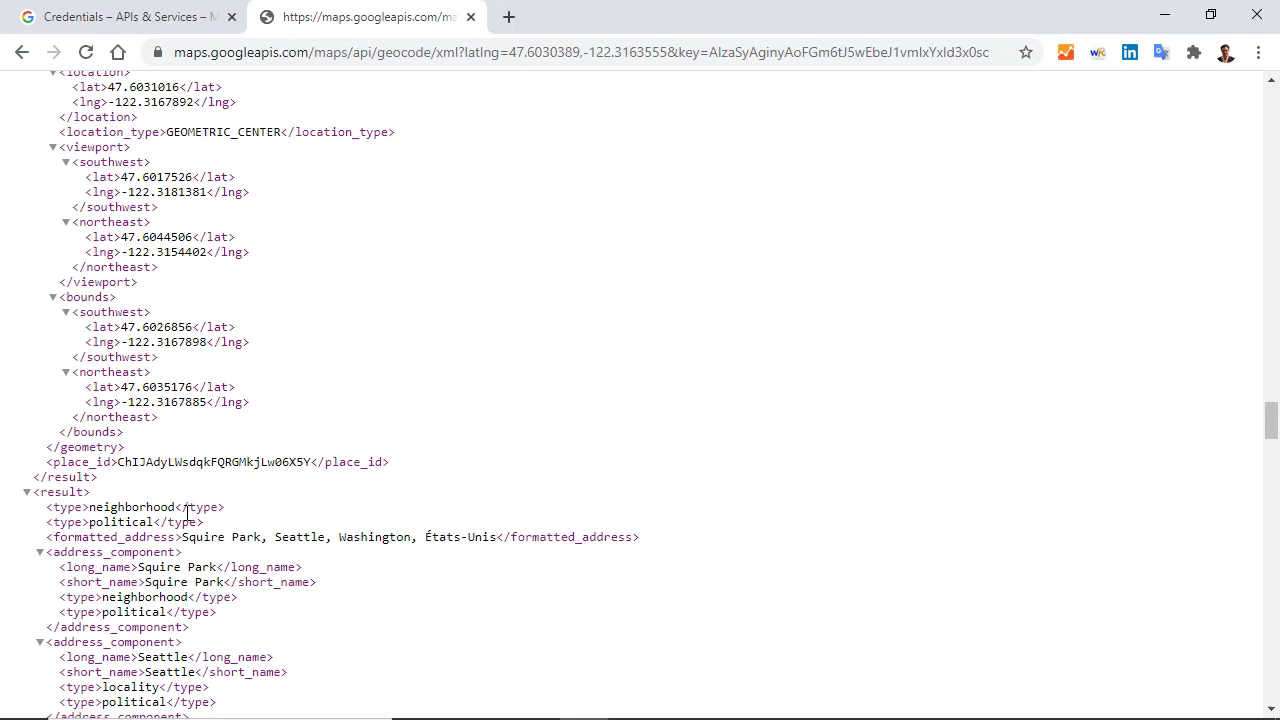 Credentials – APIs & Services – M
https://maps.googleapis.com/ma
maps.googleapis.com/maps/api/geocode/xml?latlng=47.6030389,-122.3163555&key=AIzaSyAginyAoFGm6tJ5wEbeJ1vmlxYxld3x0sc
<location>
<lat>47.6031016</lat>
<lng>-122.3167892</lng>
</location>
<location_type>GEOMETRIC_CENTER</location_type>
<viewport>
<southwest>
<lat>47.6017526</lat>
<lng>-122.3181381</lng>
</southwest>
<northeast>
<lat>47.6044506</lat>
<lng>-122.3154402</lng>
</northeast>
</viewport>
<bounds>
<southwest>
<lat>47.6026856</lat>
<lng>-122.3167898</lng>
</southwest>
<northeast>
<lat>47.6035176</lat>
<lng>-122.3167885</lng>
</northeast>
</bounds>
</geometry>
<place_id>ChIJAdyLWsdqkFQRGMkjLw06X5Y</place_id>
</result>
<result>
<type>neighborhood</type>
<type>political</type>
<formatted_address>Squire Park, Seattle, Washington, États-Unis</formatted_address>
<address_component>
<long_name>Squire Park</long_name>
<short_name>Squire Park</short_name>
<type>neighborhood</type>
<type>political</type>
</address_component>
<address_component>
<long_name>Seattle</long_name>
<short_name>Seattle</short_name>
<type>locality</type>
<type>political</type>
</address_component>